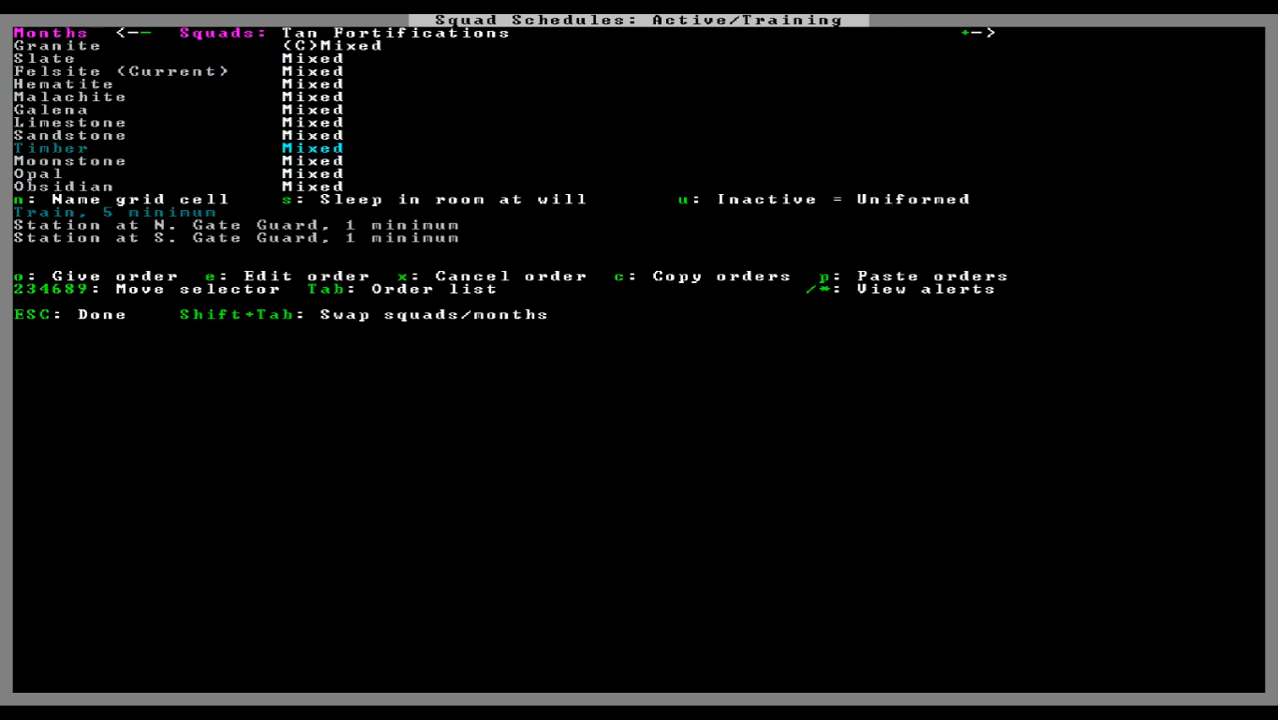 Squad Schedules: Active/Training
Months <-- Squads: Tan Fortifications +->
Granite (C)Mixed
Slate Mixed
Felsite (Current) Mixed
Hematite Mixed
Malachite Mixed
Galena Mixed
Limestone Mixed
Sandstone Mixed
Timber Mixed
Moonstone Mixed
Opal Mixed
Obsidian Mixed
n: Name grid cell s: Sleep in room at will u: Inactive = Uniformed
Train, 5 minimum
Station at N. Gate Guard, 1 minimum
Station at S. Gate Guard, 1 minimum
o: Give order e: Edit order x: Cancel order c: Copy orders p: Paste orders
234689: Move selector Tab: Order list /*: View alerts
ESC: Done Shift+Tab: Swap squads/months